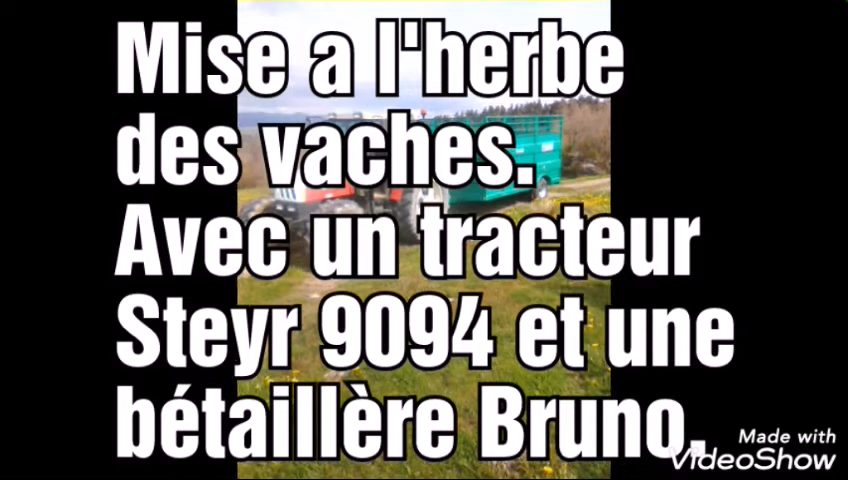 Mise a l'herbe
des vaches.
Avec un tracteur
Steyr 9094 et une
bétaillère Bruno.
Made with
VideoShow